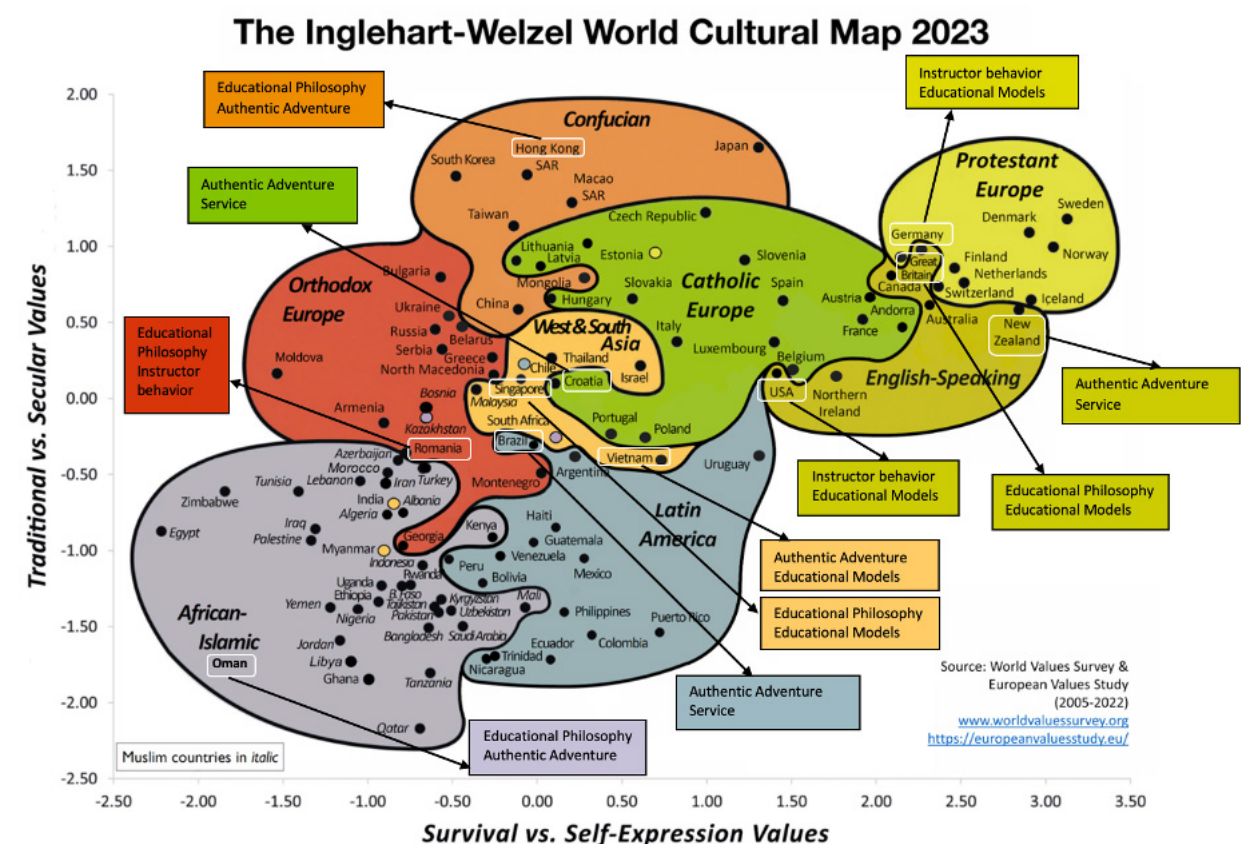 The Inglehart-Welzel World Cultural Map 2023
Educational Philosophy
Authentic Adventure
Instructor behavior
Educational Models
Authentic Adventure
Service
Educational
Philosophy
Instructor
behavior
Authentic Adventure
Service
Instructor behavior
Educational Models
Educational Philosophy
Educational Models
Authentic Adventure
Educational Models
Educational Philosophy
Educational Models
Authentic Adventure
Service
Educational Philosophy
Authentic Adventure
Traditional vs. Secular Values
2.00
1.50
1.00
0.50
0.00
-0.50
-1.00
-1.50
-2.00
-2.50
Confucian
Hong Kong
SAR
South Korea
Japan
Macao
SAR
Taiwan
Mongolia
China
Protestant
Europe
Sweden
Denmark
Norway
Germany
Finland
Netherlands
Switzerland
Iceland
Catholic
Europe
Czech Republic
Lithuania
Latvia
Estonia
Slovenia
Slovakia
Spain
Hungary
Austria
Andorra
France
Italy
Luxembourg
Belgium
Croatia
Portugal
Poland
English-Speaking
Great
Britain
Canada
Australia
New
Zealand
USA
Northern
Ireland
Orthodox
Europe
Bulgaria
Ukraine
Russia
Belarus
Serbia
Greece
North Macedonia
Moldova
Bosnia
Armenia
Kazakhstan
Romania
Montenegro
Georgia
West & South
Asia
Thailand
Chile
Israel
Singapore
Malaysia
South Africa
Vietnam
Latin
America
Brazil
Argentina
Uruguay
Haiti
Guatemala
Venezuela
Mexico
Peru
Bolivia
Philippines
Puerto Rico
Ecuador
Colombia
Trinidad
Nicaragua
African-
Islamic
Oman
Azerbaijan
Morocco
Lebanon
Iran
Turkey
Tunisia
Zimbabwe
India
Albania
Algeria
Egypt
Iraq
Palestine
Kenya
Myanmar
Indonesia
Rwanda
Uganda
B.Faso
Ethiopia
Tajikistan
Kyrgyzstan
Mali
Yemen
Nigeria
Pakistan
Uzbekistan
Bangladesh
Saudi Arabia
Jordan
Libya
Ghana
Tanzania
Qatar
Source: World Values Survey &
European Values Study
(2005-2022)
www.worldvaluessurvey.org
https://europeanvaluesstudy.eu/
Muslim countries in italic
-2.50 -2.00 -1.50 -1.00 -0.50 0.00 0.50 1.00 1.50 2.00 2.50 3.00 3.50
Survival vs. Self-Expression Values